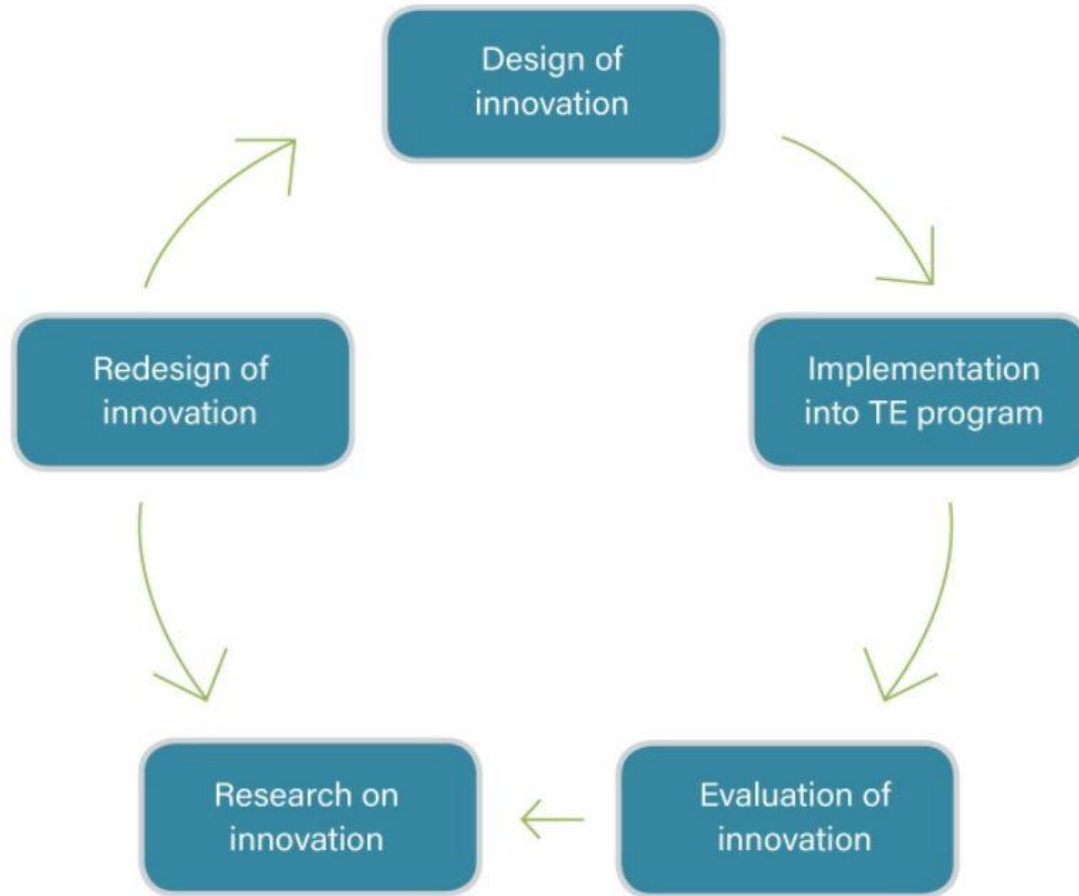 Design of
innovation
Implementation
into TE program
Evaluation of
innovation
Research on
innovation
Redesign of
innovation